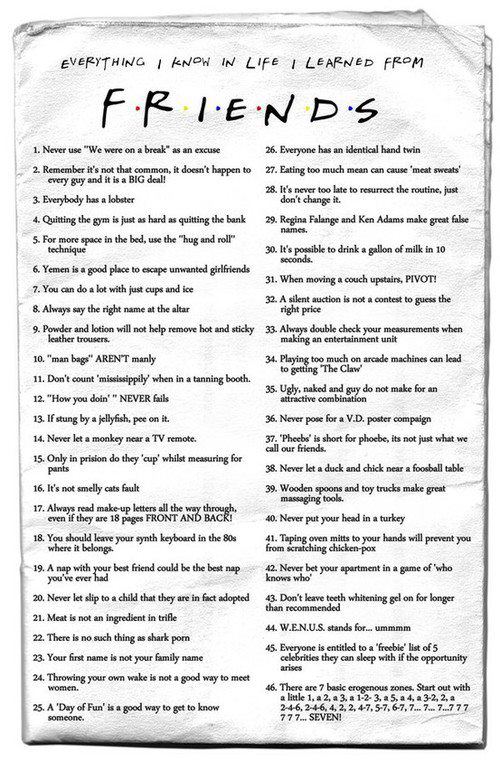 EVERYTHING I KNOW IN LIFE I LEARNED FROM
F·R·I·E·N·D·S
1. Never use "We were on a break" as an excuse
2. Remember it's not that common, it doesn't happen to
every guy and it is a BIG deal!
3. Everybody has a lobster
4. Quitting the gym is just as hard as quitting the bank
5. For more space in the bed, use the "hug and roll"
technique
6. Yemen is a good place to escape unwanted girlfriends
7. You can do a lot with just cups and ice
8. Always say the right name at the altar
9. Powder and lotion will not help remove hot and sticky
leather trousers.
10. "man bags" AREN'T manly
11. Don't count 'mississippily' when in a tanning booth.
12. "How you doin' " NEVER fails
13. If stung by a jellyfish, pee on it.
14. Never let a monkey near a TV remote.
15. Only in prision do they 'cup' whilst measuring for
pants
16. It's not smelly cats fault
17. Always read make-up letters all the way through,
even if they are 18 pages FRONT AND BACK!
18. You should leave your synth keyboard in the 80s
where it belongs.
19. A nap with your best friend could be the best nap
you've ever had
20. Never let slip to a child that they are in fact adopted
21. Meat is not an ingredient in trifle
22. There is no such thing as shark porn
23. Your first name is not your family name
24. Throwing your own wake is not a good way to meet
women.
25. A 'Day of Fun' is a good way to get to know
someone.
26. Everyone has an identical hand twin
27. Eating too much mean can cause 'meat sweats'
28. It's never too late to resurrect the routine, just
don't change it.
29. Regina Falange and Ken Adams make great false
names.
30. It's possible to drink a gallon of milk in 10
seconds.
31. When moving a couch upstairs, PIVOT!
32. A silent auction is not a contest to guess the
right price
33. Always double check your measurements when
making an entertainment unit
34. Playing too much on arcade machines can lead
to getting 'The Claw'
35. Ugly, naked and guy do not make for an
attractive combination
36. Never pose for a V.D. poster compaign
37. 'Pheebs' is short for phoebe, its not just what we
call our friends.
38. Never let a duck and chick near a foosball table
39. Wooden spoons and toy trucks make great
massaging tools.
40. Never put your head in a turkey
41. Taping oven mitts to your hands will prevent you
from scratching chicken-pox
42. Never bet your apartment in a game of 'who
knows who'
43. Don't leave teeth whitening gel on for longer
than recommended
44. W.E.N.U.S. stands for... ummmm
45. Everyone is entitled to a 'freebie' list of 5
celebrities they can sleep with if the opportunity
arises
46. There are 7 basic erogenous zones. Start out with
a little 1, a 2, a 3, a 1-2- 3, a 5, a 4, a 3-2, 2, a
2-4-6, 2-4-6, 4, 2, 2, 4-7, 5-7, 6-7, 7... 7... 7...7 7 7
7 7 7... SEVEN!